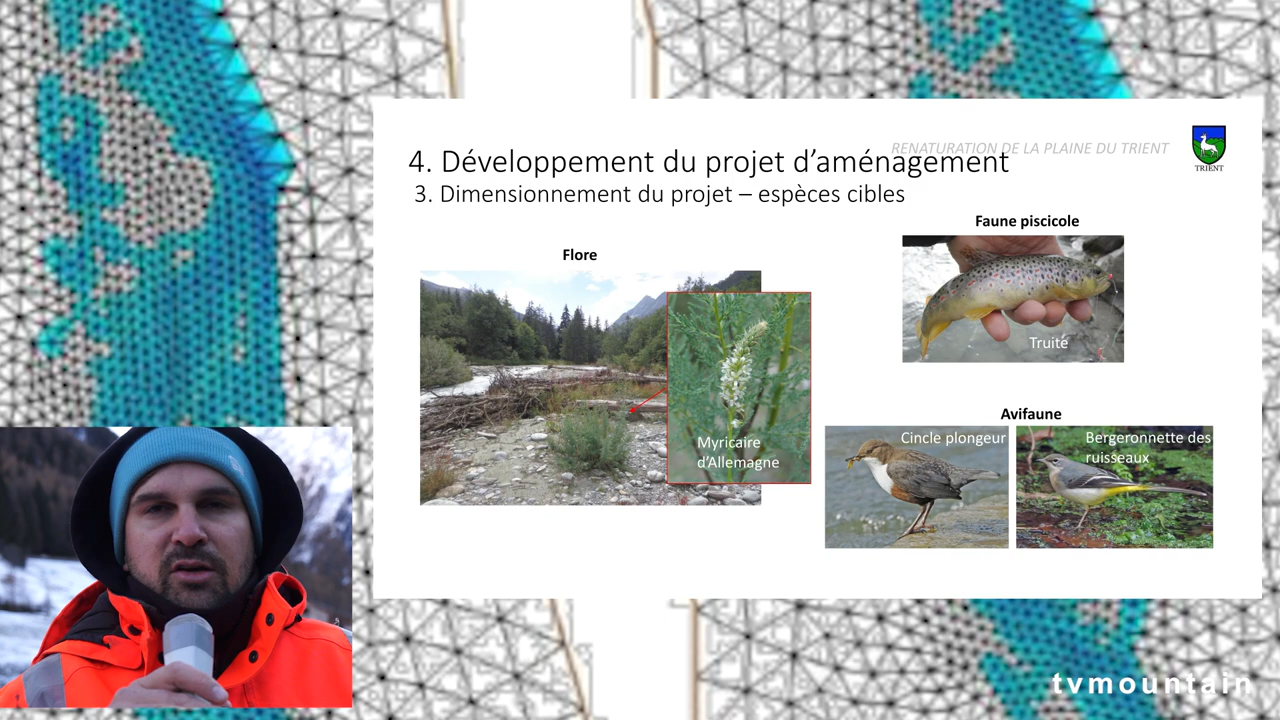 RENATURATION DE LA PLAINE DU TRIENT
4. Développement du projet d’aménagement
3. Dimensionnement du projet – espèces cibles
TRIENT
Flore
Myricaire
d’Allemagne
Faune piscicole
Truite
Avifaune
Cincle plongeur
Bergeronnette des
ruisseaux
tvmountain